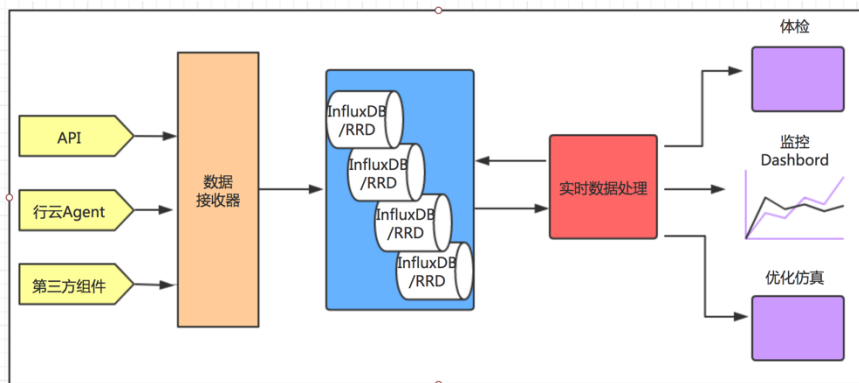 API
行云Agent
第三方组件
数据
接收器
InfluxDB
/RRD
InfluxDB
/RRD
InfluxDB
/RRD
InfluxDB
/RRD
实时数据处理
体检
监控
Dashbord
优化仿真